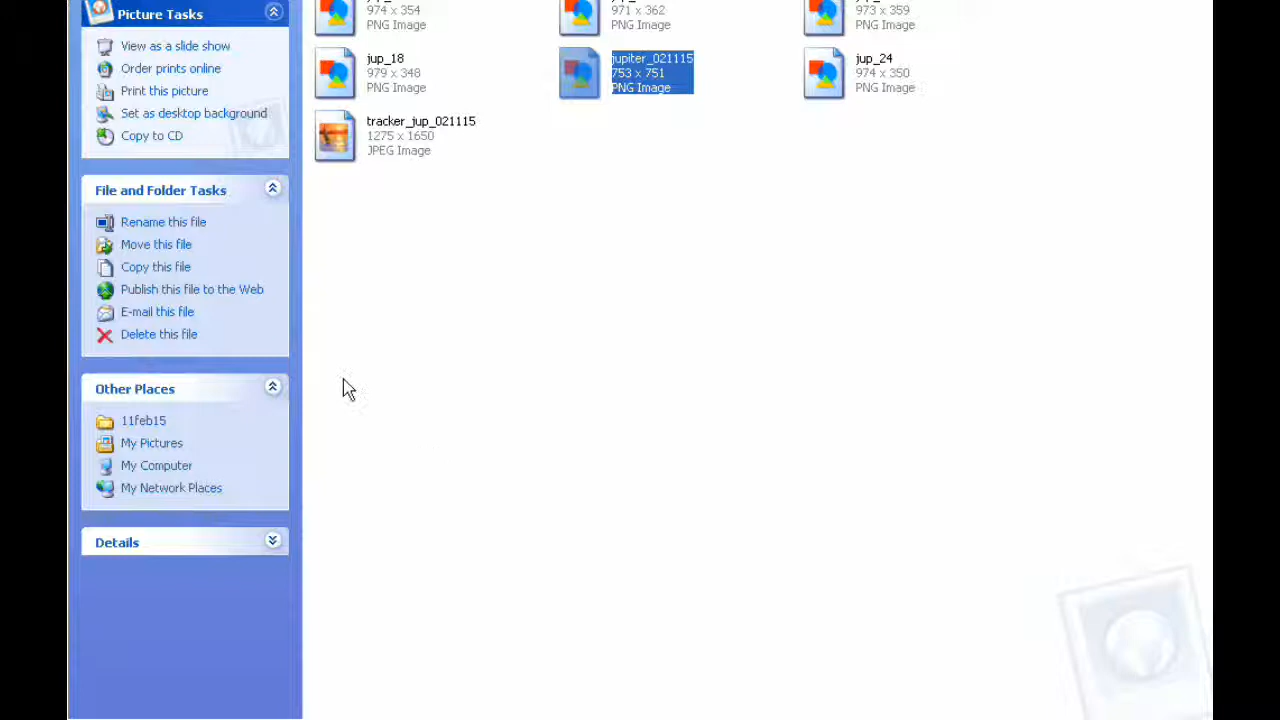 Picture Tasks
View as a slide show
Order prints online
Print this picture
Set as desktop background
Copy to CD
File and Folder Tasks
Rename this file
Move this file
Copy this file
Publish this file to the Web
E-mail this file
Delete this file
Other Places
11feb15
My Pictures
My Computer
My Network Places
Details
974 x 354
PNG Image
971 x 362
PNG Image
973 x 359
PNG Image
jup_18
979 x 348
PNG Image
jupiter_021115
753 x 751
PNG Image
jup_24
974 x 350
PNG Image
tracker_jup_021115
1275 x 1650
JPEG Image